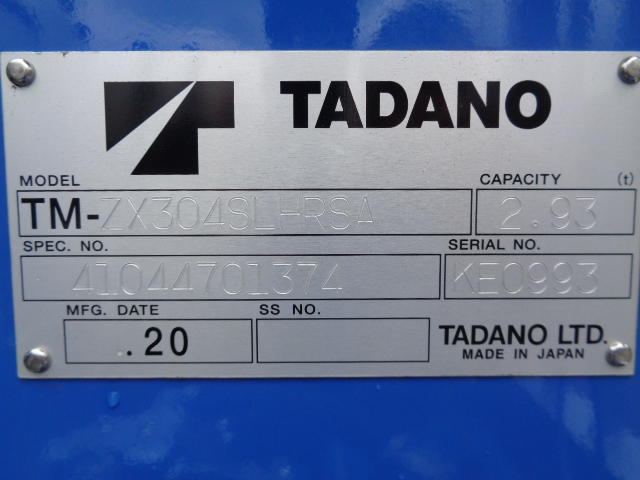 TADANO
MODEL
CAPACITY (t)
TM-ZX304SL-RSA
2.93
SPEC. NO.
SERIAL NO.
41044701374
KE0993
MFG. DATE
SS NO.
.20
TADANO LTD.
MADE IN JAPAN